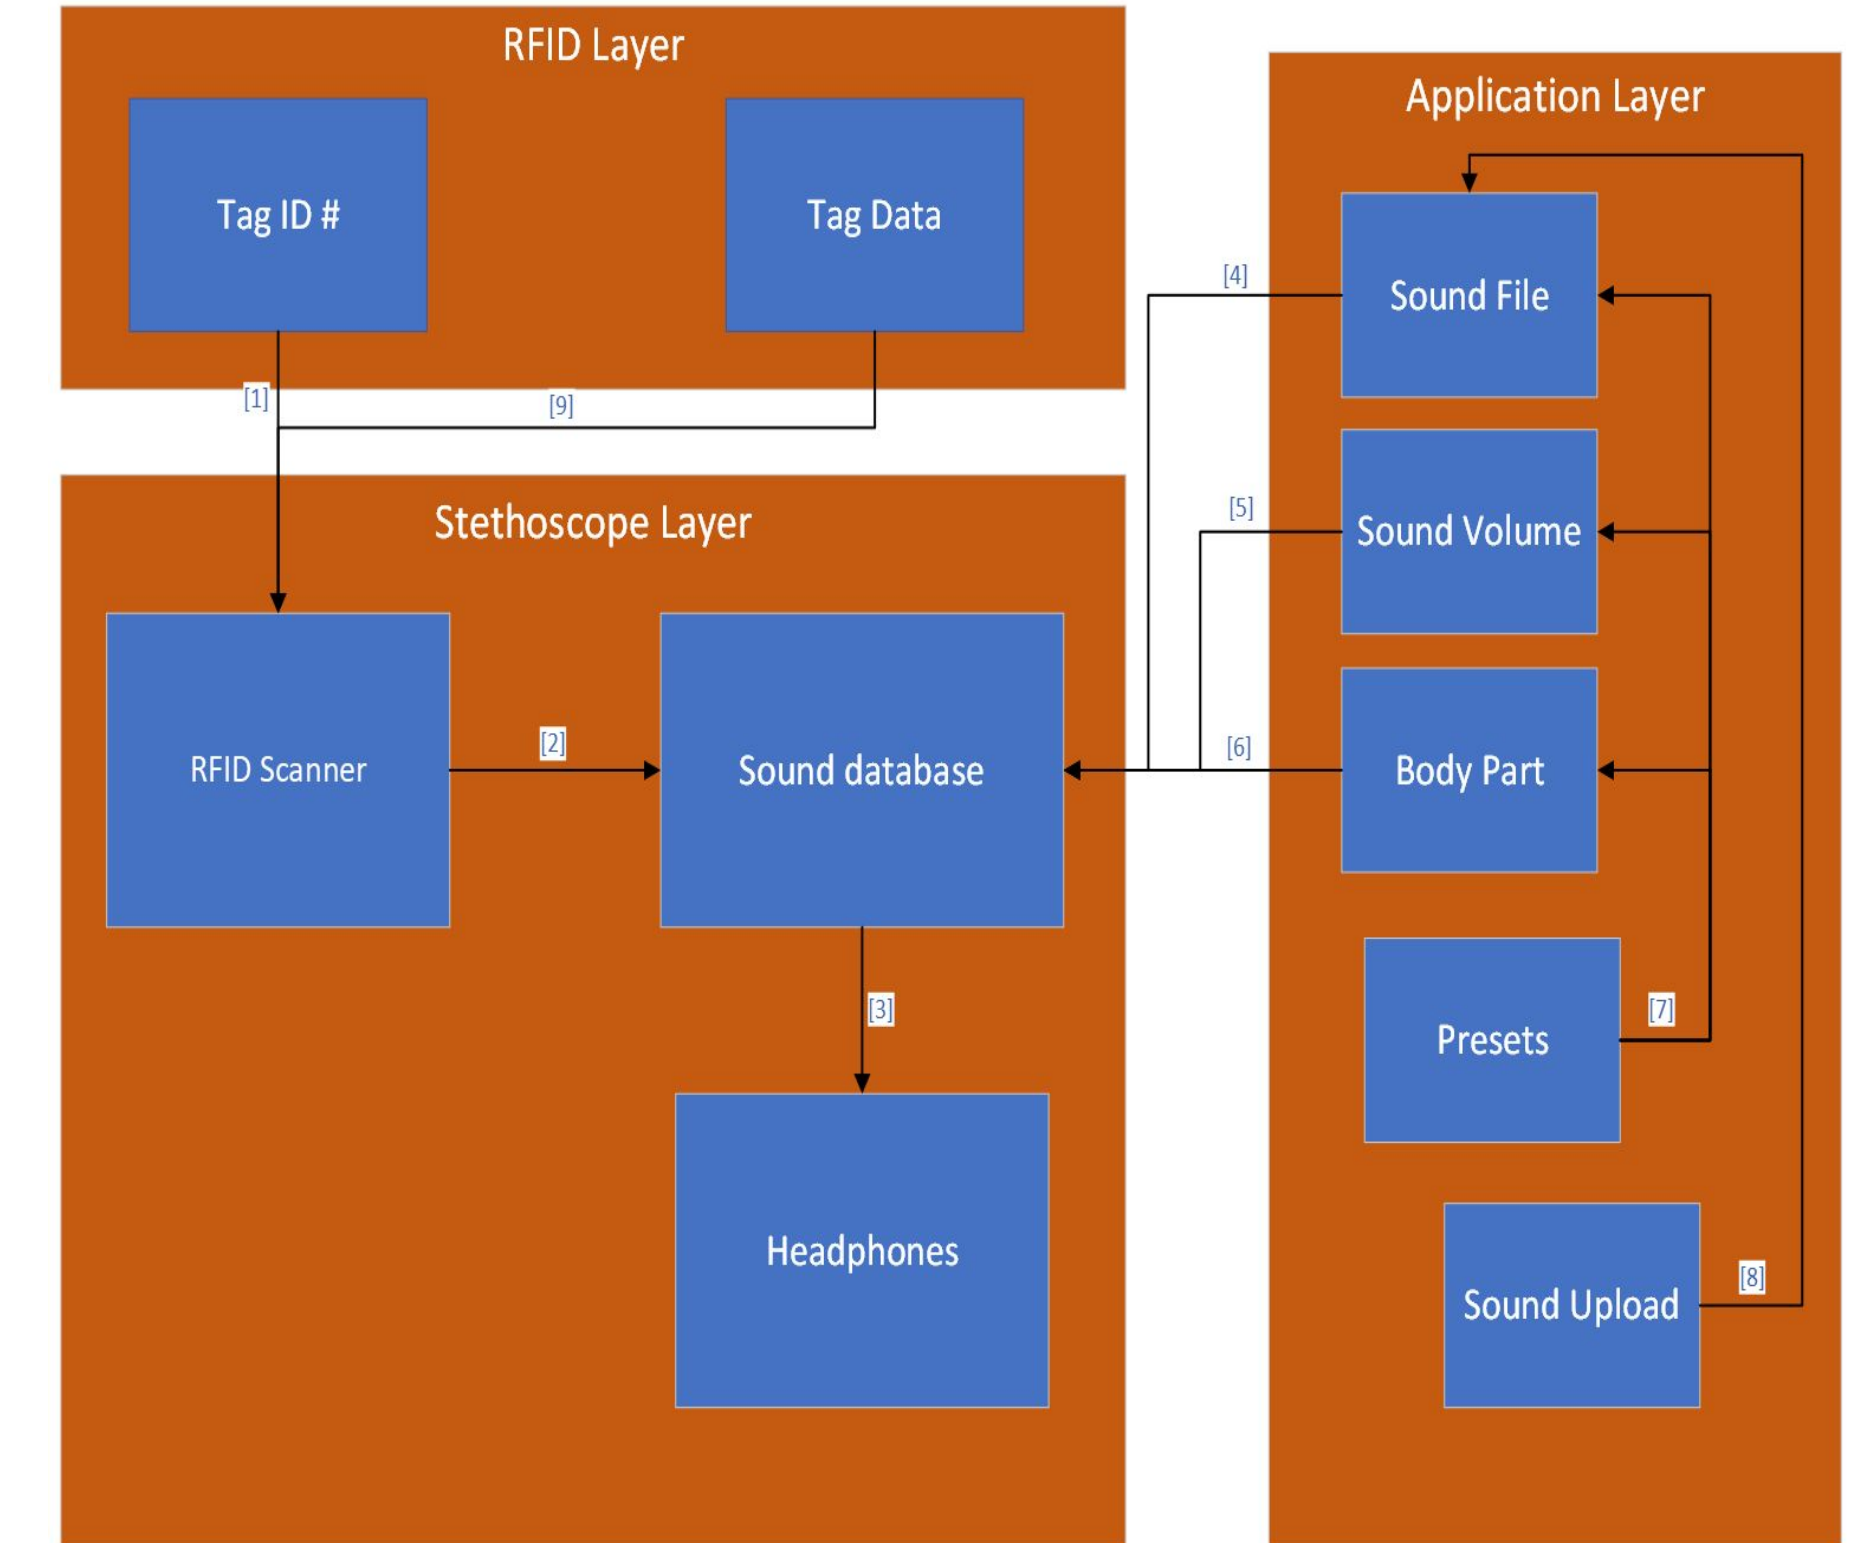 RFID Layer
Tag ID #
Tag Data
[1]
[9]
Stethoscope Layer
RFID Scanner
[2]
Sound database
[3]
Headphones
Application Layer
[4]
Sound File
[5]
Sound Volume
[6]
Body Part
Presets
[7]
Sound Upload
[8]